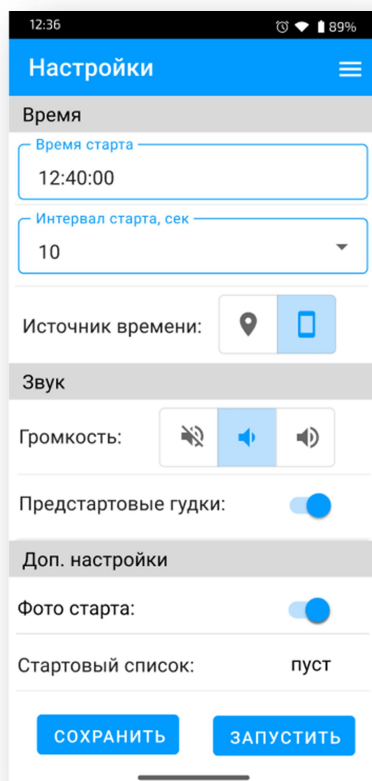 12:36 89%
Настройки
Время
Время старта
12:40:00
Интервал старта, сек
10
Источник времени:
Звук
Громкость:
Предстартовые гудки:
Доп. настройки
Фото старта:
Стартовый список: пуст
СОХРАНИТЬ ЗАПУСТИТЬ